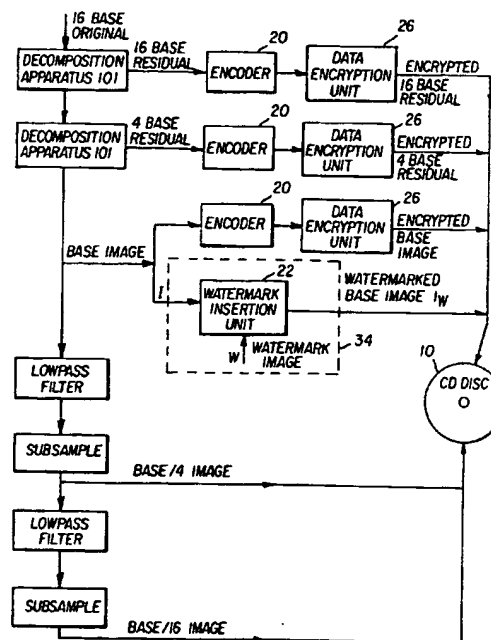 16 BASE
ORIGINAL
DECOMPOSITION
APPARATUS 101
16 BASE
RESIDUAL
20
ENCODER
26
DATA
ENCRYPTION
UNIT
ENCRYPTED
16 BASE
RESIDUAL
DECOMPOSITION
APPARATUS 101
4 BASE
RESIDUAL
20
ENCODER
26
DATA
ENCRYPTION
UNIT
ENCRYPTED
4 BASE
RESIDUAL
BASE IMAGE
20
ENCODER
26
DATA
ENCRYPTION
UNIT
ENCRYPTED
BASE
IMAGE
I
22
WATERMARK
INSERTION
UNIT
WATERMARKED
BASE IMAGE IW
W
WATERMARK
IMAGE
34
10
CD DISC
LOWPASS
FILTER
SUBSAMPLE
BASE/4 IMAGE
LOWPASS
FILTER
SUBSAMPLE
BASE/16 IMAGE